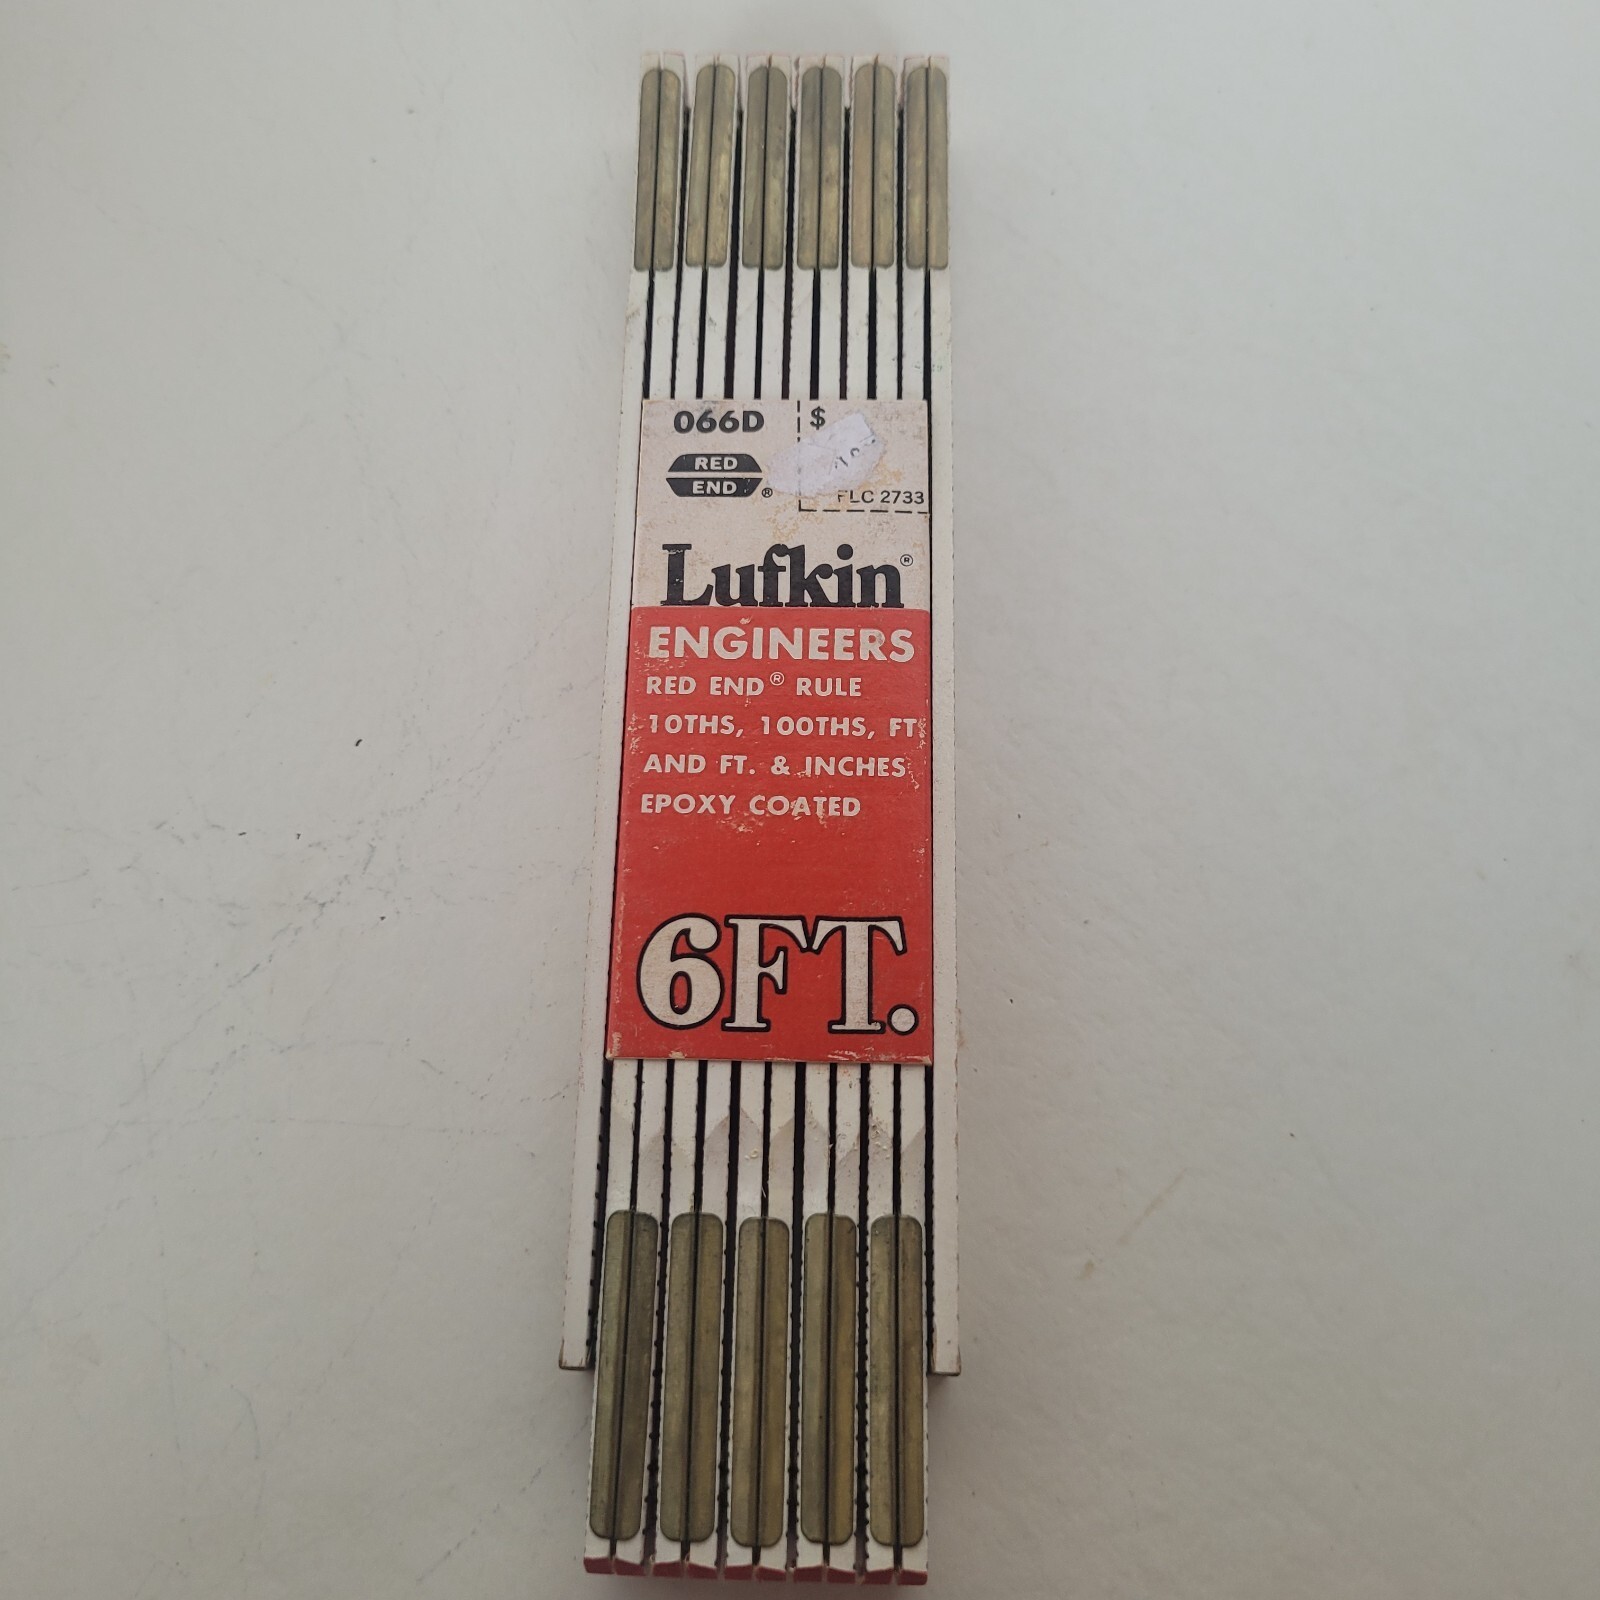 066D
$
RED
END ®
FLC 2733
Lufkin®
ENGINEERS
RED END® RULE
10THS, 100THS, FT
AND FT. & INCHES
EPOXY COATED
6FT.